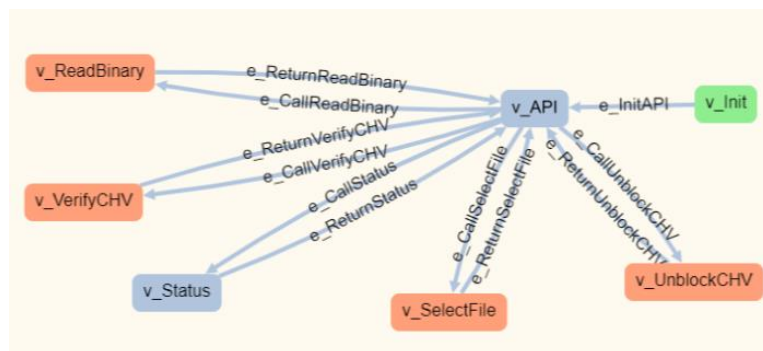 v_ReadBinary
e_ReturnReadBinary
e_CallReadBinary
v_API
e_InitAPI
v_Init
e_ReturnVerifyCHV
e_CallVerifyCHV
e_CallStatus
e_ReturnStatus
e_CallSelectFile
e_ReturnSelectFile
e_CallUnblockCHV
e_ReturnUnblockCHV
v_VerifyCHV
v_Status
v_SelectFile
v_UnblockCHV